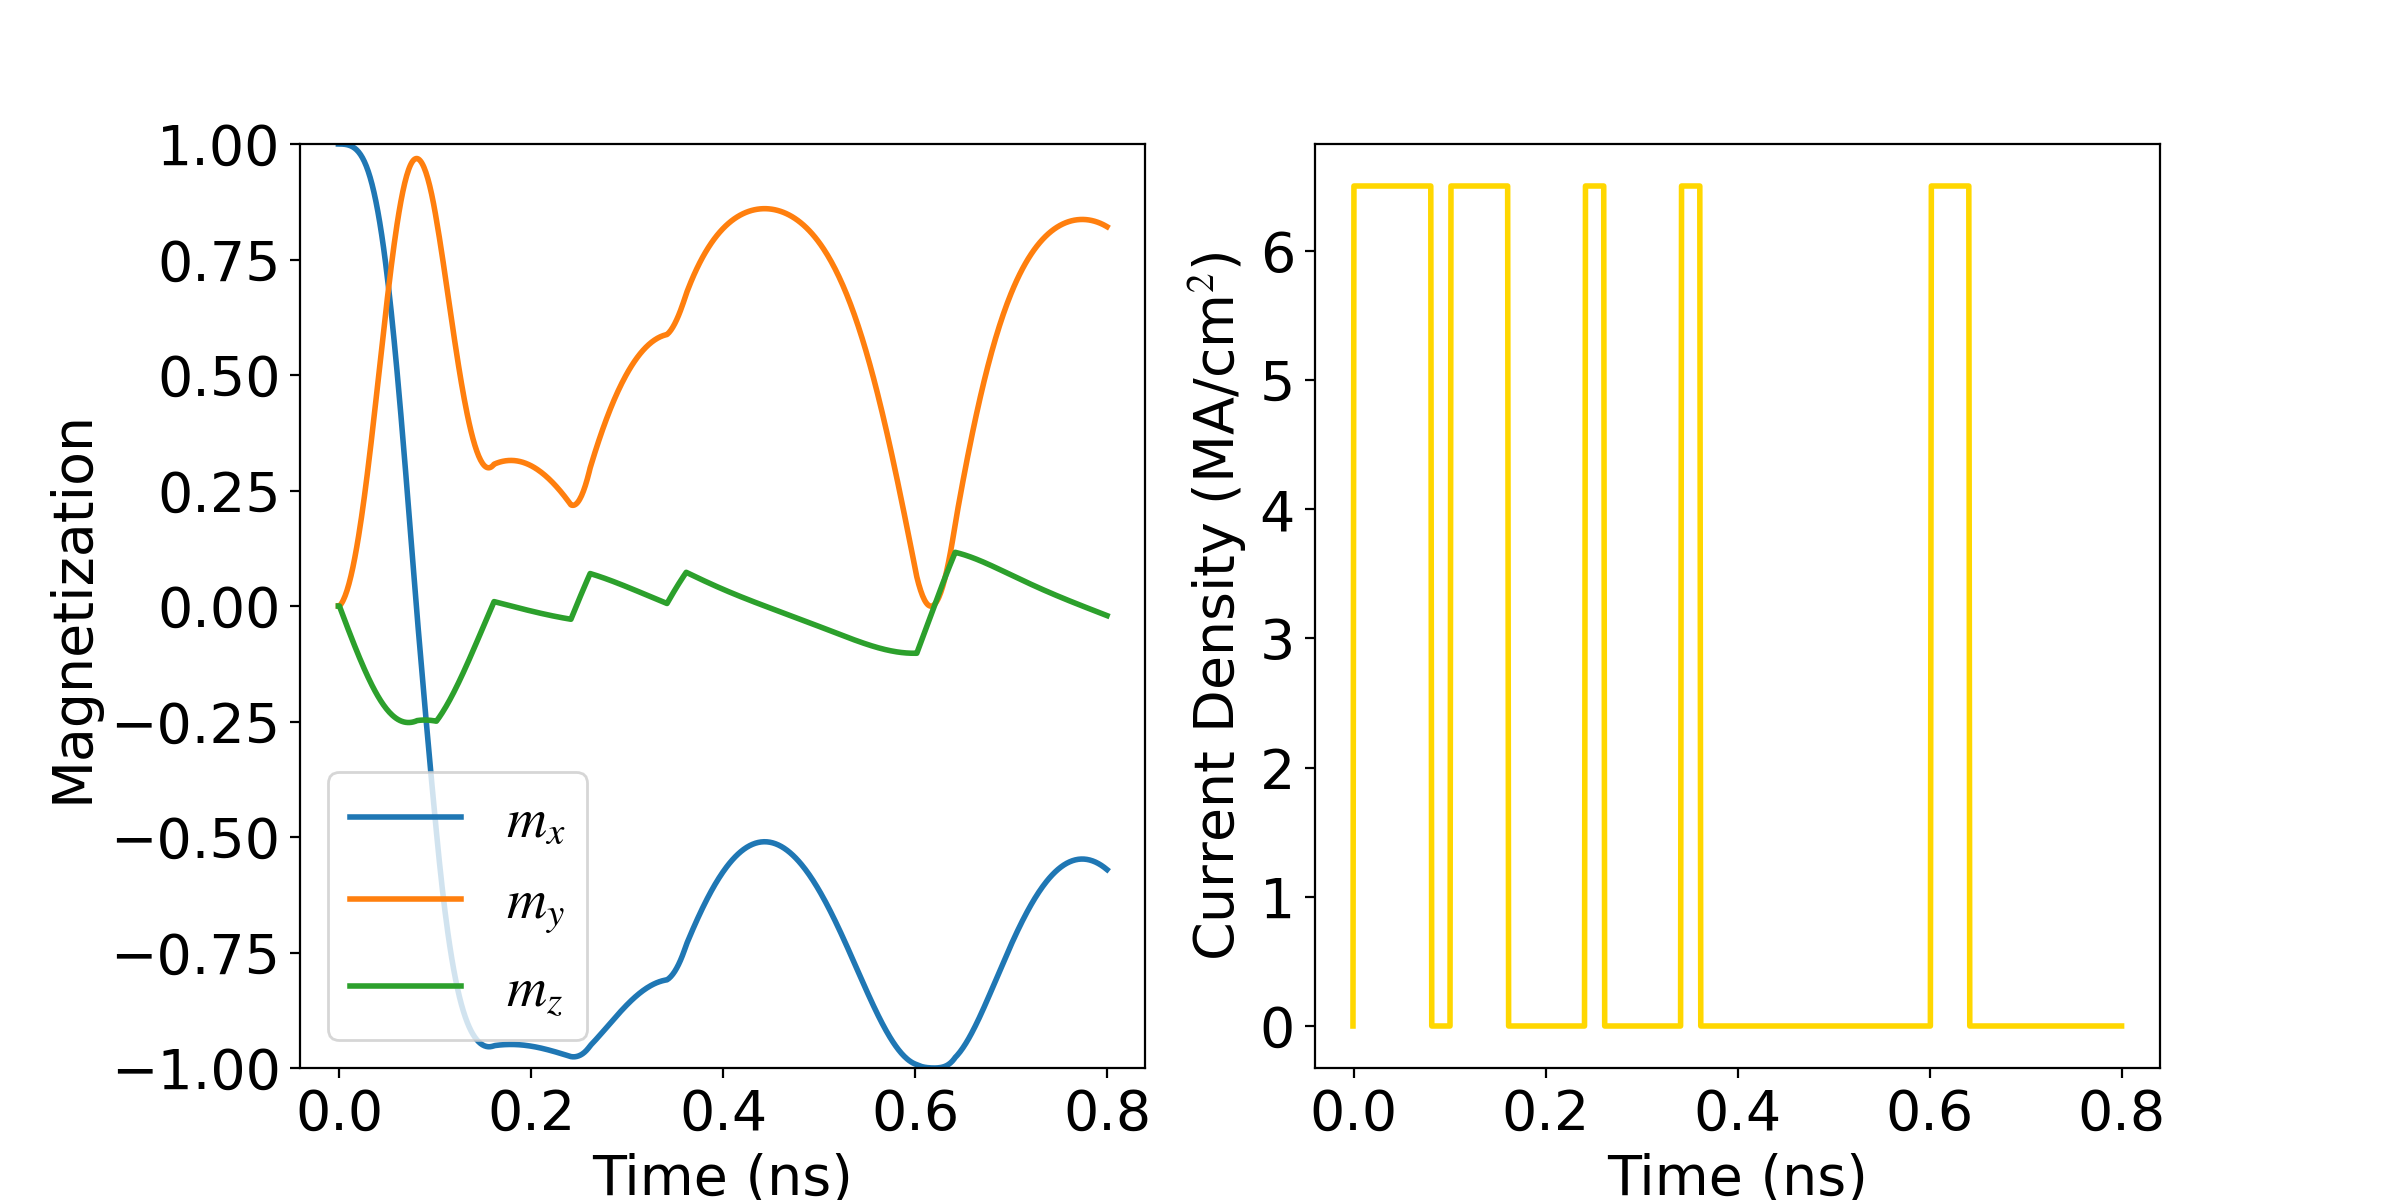 Magnetization
1.00
0.75
0.50
0.25
0.00
−0.25
−0.50
−0.75
−1.00
m_x
m_y
m_z
0.0 0.2 0.4 0.6 0.8
Time (ns)
Current Density (MA/cm²)
6
5
4
3
2
1
0
0.0 0.2 0.4 0.6 0.8
Time (ns)